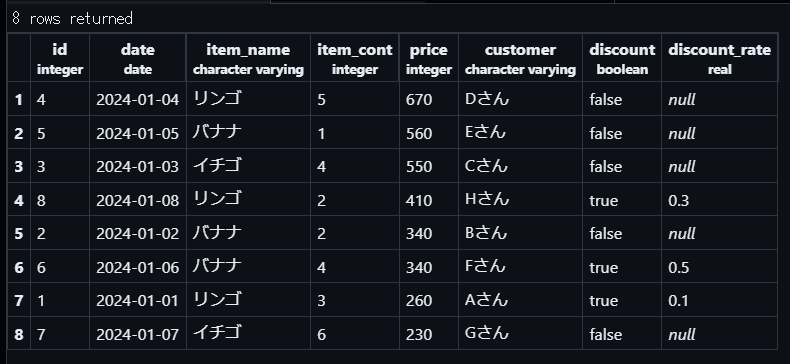 8 rows returned
id date item_name item_cont price customer discount discount_rate
integer date character varying integer integer character varying boolean real
1 4 2024-01-04 リンゴ 5 670 Dさん false null
2 5 2024-01-05 バナナ 1 560 Eさん false null
3 3 2024-01-03 イチゴ 4 550 Cさん false null
4 8 2024-01-08 リンゴ 2 410 Hさん true 0.3
5 2 2024-01-02 バナナ 2 340 Bさん false null
6 6 2024-01-06 バナナ 4 340 Fさん true 0.5
7 1 2024-01-01 リンゴ 3 260 Aさん true 0.1
8 7 2024-01-07 イチゴ 6 230 Gさん false null